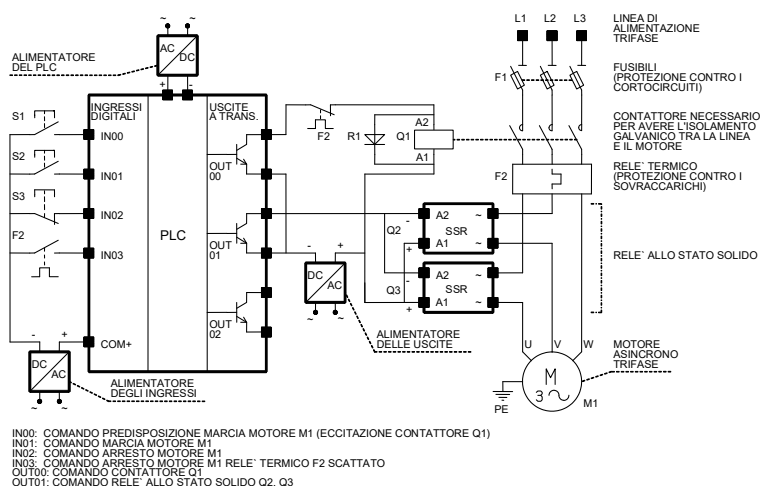 L1 L2 L3
LINEA DI
ALIMENTAZIONE
TRIFASE
ALIMENTATORE
DEL PLC
AC
DC
~ ~
+ -
F1
FUSIBILI
(PROTEZIONE CONTRO I
CORTOCIRCUITI)
S1
INGRESSI
DIGITALI
USCITE
A TRANS.
IN00
F2
R1
A2
Q1
A1
CONTATTORE NECESSARIO
PER AVERE L'ISOLAMENTO
GALVANICO TRA LA LINEA
E IL MOTORE
S2
OUT
00
IN01
F2
RELE` TERMICO
(PROTEZIONE CONTRO I
SOVRACCARICHI)
S3
IN02
PLC
OUT
01
Q2
-
+
A2
SSR
A1
~
~
F2
IN03
RELE` ALLO STATO SOLIDO
- +
DC
AC
~ ~
Q3
-
+
A2
SSR
A1
~
~
OUT
02
- +
COM+
ALIMENTATORE
DELLE USCITE
DC
AC
~ ~
ALIMENTATORE
DEGLI INGRESSI
U V W
MOTORE
ASINCRONO
TRIFASE
M
3
PE
M1
IN00: COMANDO PREDISPOSIZIONE MARCIA MOTORE M1 (ECCITAZIONE CONTATTORE Q1)
IN01: COMANDO MARCIA MOTORE M1
IN02: COMANDO ARRESTO MOTORE M1
IN03: COMANDO ARRESTO MOTORE M1 RELE` TERMICO F2 SCATTATO
OUT00: COMANDO CONTATTORE Q1
OUT01: COMANDO RELE` ALLO STATO SOLIDO Q2, Q3